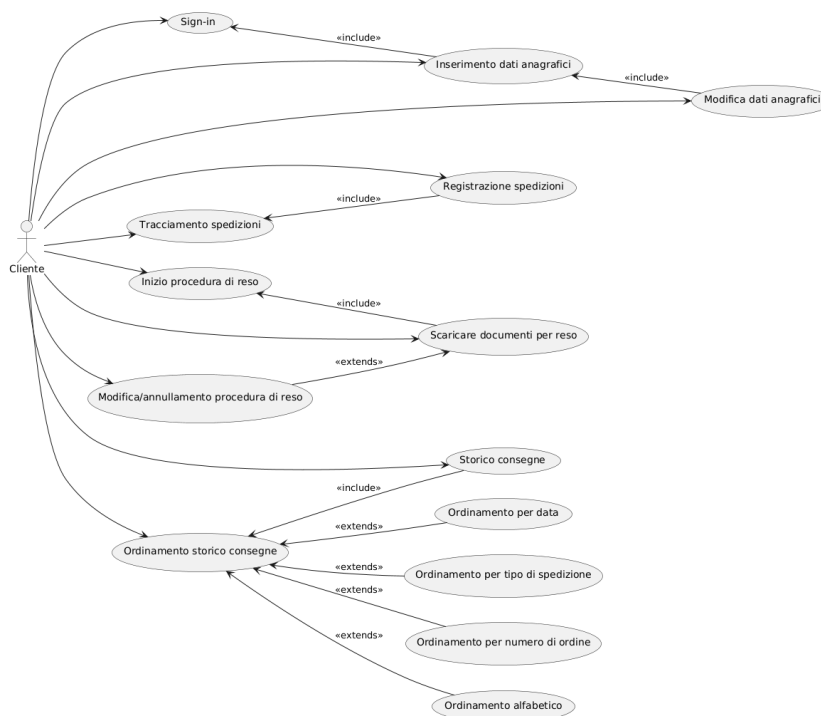 Sign-in
«include»
Inserimento dati anagrafici
«include»
Modifica dati anagrafici
Registrazione spedizioni
«include»
Tracciamento spedizioni
Cliente
Inizio procedura di reso
«include»
Scaricare documenti per reso
«extends»
Modifica/annullamento procedura di reso
Storico consegne
«include»
Ordinamento per data
«extends»
Ordinamento storico consegne
«extends»
Ordinamento per tipo di spedizione
«extends»
Ordinamento per numero di ordine
«extends»
Ordinamento alfabetico